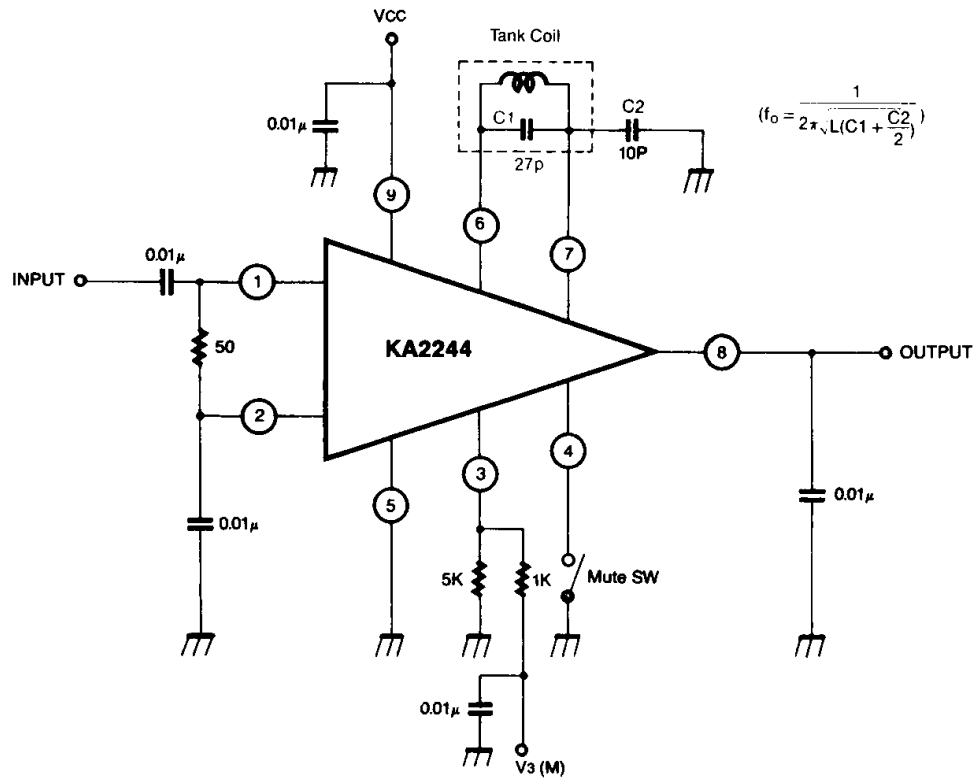 VCC
Tank Coil
0.01μ
C1
27p
C2
10P
(fo = 1 / 2π√L(C1 + C2/2))
9
6
7
INPUT
0.01μ
1
50
2
KA2244
8
OUTPUT
3
4
5
0.01μ
0.01μ
5K
1K
Mute SW
0.01μ
V3 (M)